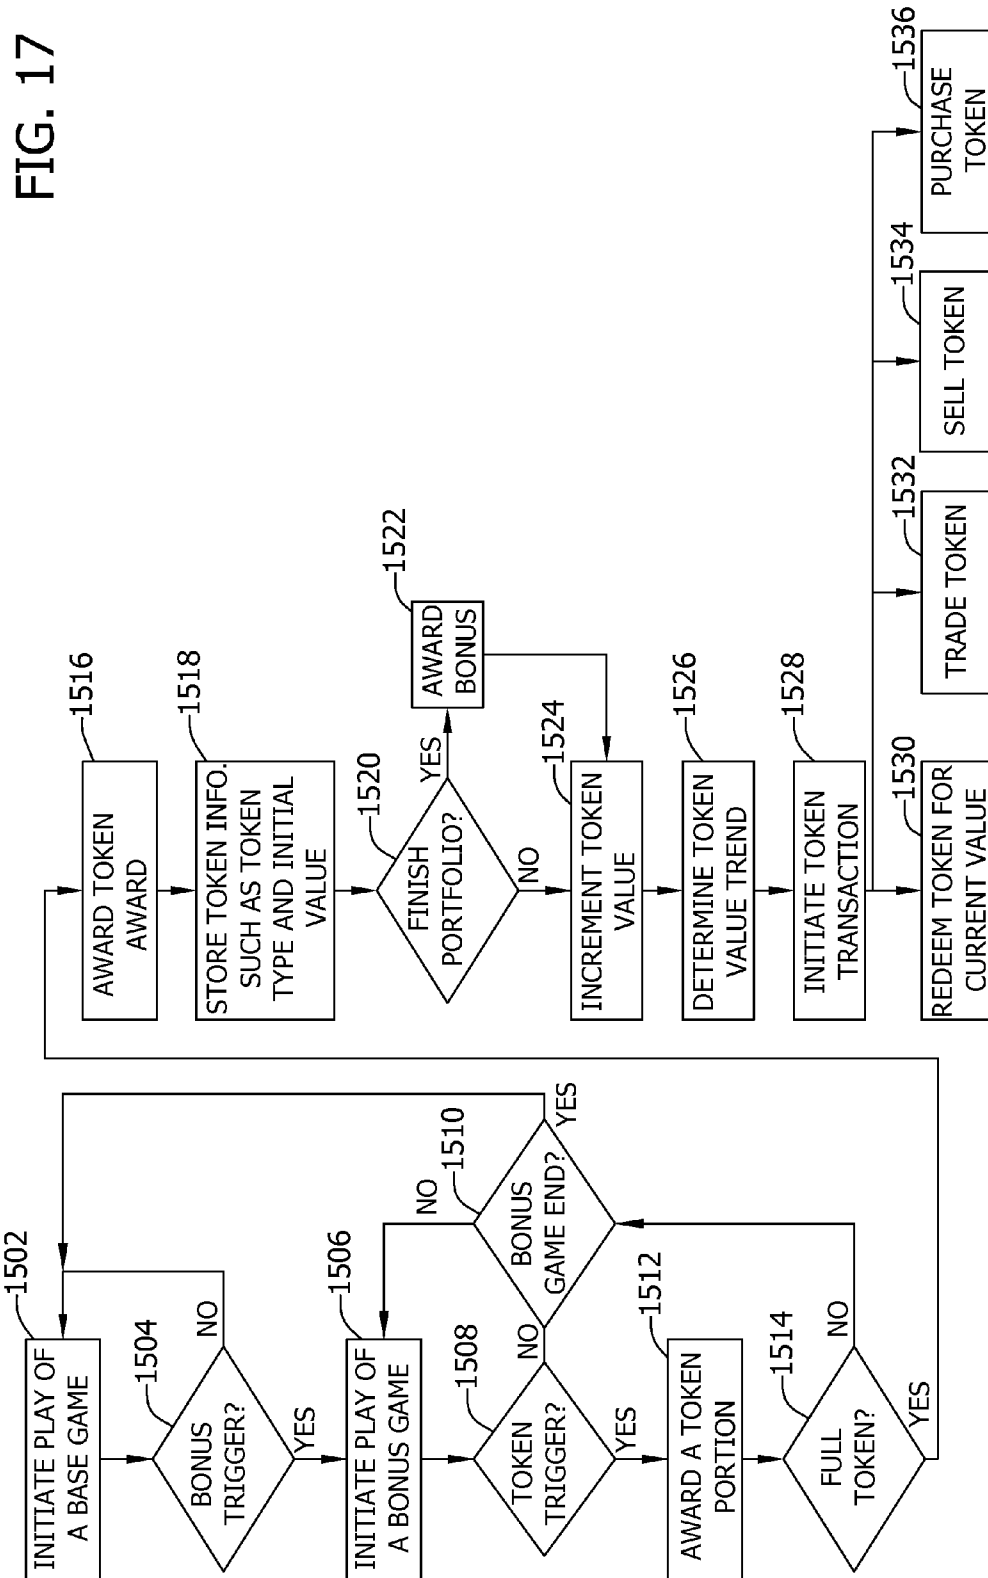 FIG. 17
1502
INITIATE PLAY OF
A BASE GAME
1504
BONUS
TRIGGER?
NO
YES
1506
INITIATE PLAY OF
A BONUS GAME
1508
TOKEN
TRIGGER?
NO
YES
1510
BONUS
GAME END?
NO
YES
1512
AWARD A TOKEN
PORTION
1514
FULL
TOKEN?
NO
YES
1516
AWARD TOKEN
AWARD
1518
STORE TOKEN INFO.
SUCH AS TOKEN
TYPE AND INITIAL
VALUE
1520
FINISH
PORTFOLIO?
YES
NO
1522
AWARD
BONUS
1524
INCREMENT TOKEN
VALUE
1526
DETERMINE TOKEN
VALUE TREND
1528
INITIATE TOKEN
TRANSACTION
1530
REDEEM TOKEN FOR
CURRENT VALUE
1532
TRADE TOKEN
1534
SELL TOKEN
1536
PURCHASE
TOKEN